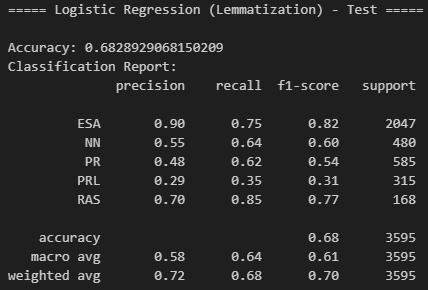 ===== Logistic Regression (Lemmatization) - Test =====
Accuracy: 0.6828929068150209
Classification Report:
precision recall f1-score support
ESA 0.90 0.75 0.82 2047
NN 0.55 0.64 0.60 480
PR 0.48 0.62 0.54 585
PRL 0.29 0.35 0.31 315
RAS 0.70 0.85 0.77 168
accuracy 0.68 3595
macro avg 0.58 0.64 0.61 3595
weighted avg 0.72 0.68 0.70 3595